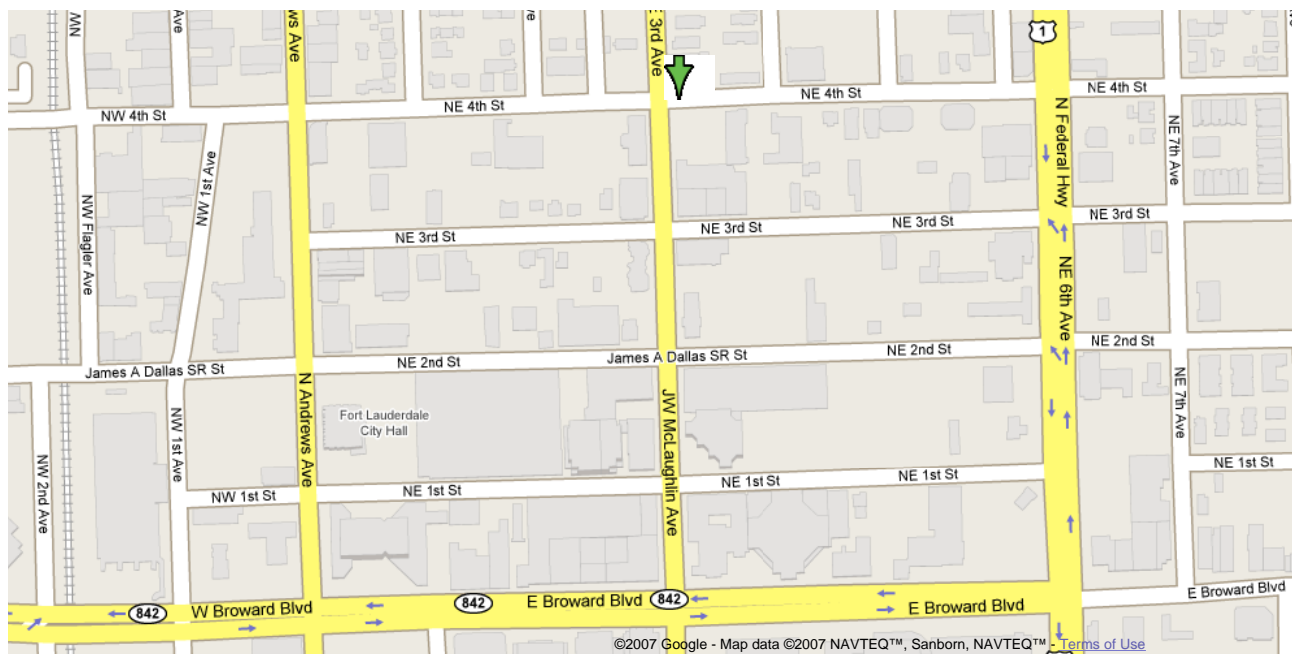 NW
Ave
ws Ave
E 3rd Ave
1
NE 4th St
NE 4th St
NE 4th St
NW 4th St
N Federal Hwy
NE 7th Ave
NW 1st Ave
NW Flagler Ave
NE 3rd St
NE 3rd St
NE 3rd St
NE 3rd St
NE 6th Ave
NE 2nd St
James A Dallas SR St
NE 2nd St
NE 2nd St
James A Dallas SR St
N Andrews Ave
Fort Lauderdale
City Hall
JW McLaughlin Ave
NE 7th Ave
NW 1st Ave
NW 2nd Ave
NE 1st St
NE 1st St
NE 1st St
NE 1st St
NW 1st St
E Broward Blvd
842
W Broward Blvd
842
E Broward Blvd
842
E Broward Blvd
©2007 Google - Map data ©2007 NAVTEQ™, Sanborn, NAVTEQ™ - Terms of Use